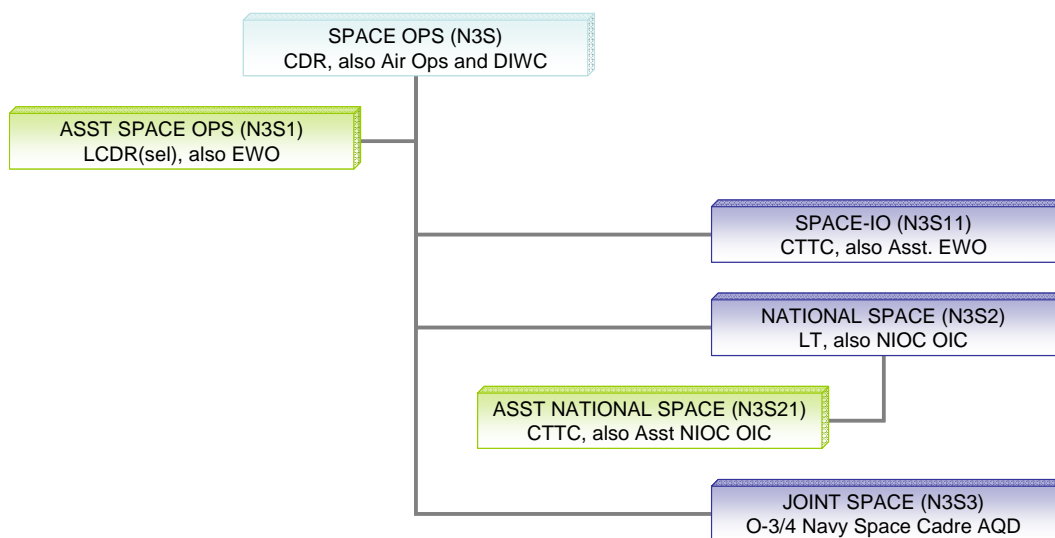 SPACE OPS (N3S)
CDR, also Air Ops and DIWC
ASST SPACE OPS (N3S1)
LCDR(sel), also EWO
SPACE-IO (N3S11)
CTTC, also Asst. EWO
NATIONAL SPACE (N3S2)
LT, also NIOC OIC
ASST NATIONAL SPACE (N3S21)
CTTC, also Asst NIOC OIC
JOINT SPACE (N3S3)
O-3/4 Navy Space Cadre AQD